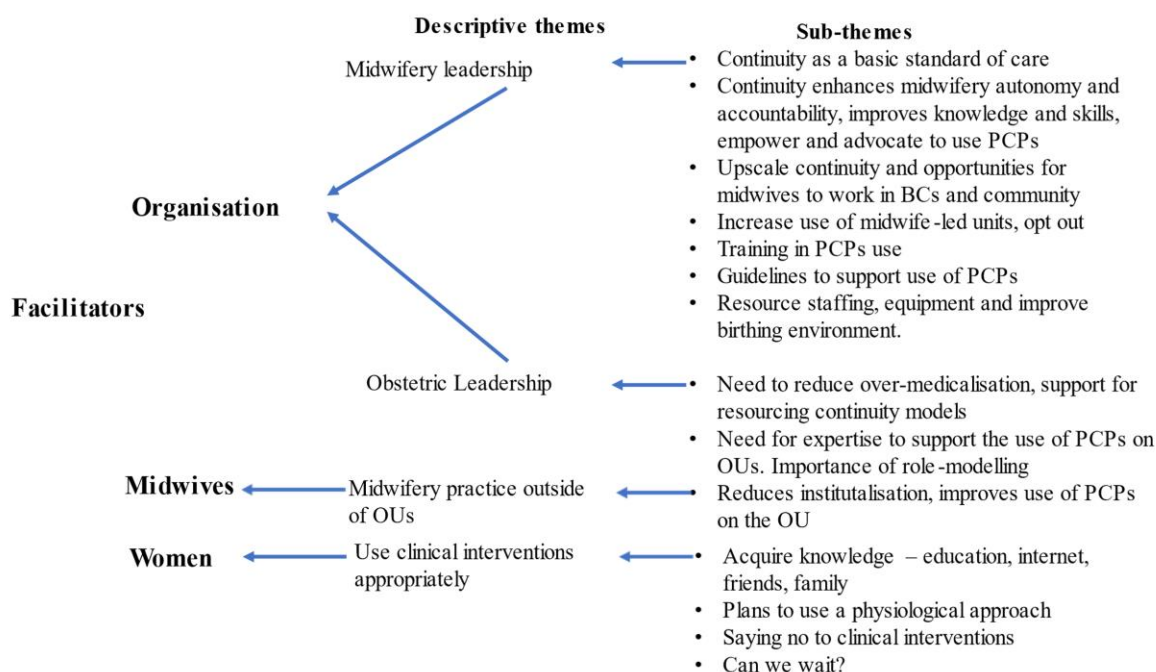 Descriptive themes
Sub-themes
Midwifery leadership
• Continuity as a basic standard of care
• Continuity enhances midwifery autonomy and
accountability, improves knowledge and skills,
empower and advocate to use PCPs
• Upscale continuity and opportunities for
midwives to work in BCs and community
• Increase use of midwife-led units, opt out
• Training in PCPs use
• Guidelines to support use of PCPs
• Resource staffing, equipment and improve
birthing environment.
Organisation
Facilitators
Obstetric Leadership
• Need to reduce over-medicalisation, support for
resourcing continuity models
• Need for expertise to support the use of PCPs on
OUs. Importance of role-modelling
Midwives
Midwifery practice outside
of OUs
• Reduces institutalisation, improves use of PCPs
on the OU
Women
Use clinical interventions
appropriately
• Acquire knowledge – education, internet,
friends, family
• Plans to use a physiological approach
• Saying no to clinical interventions
• Can we wait?